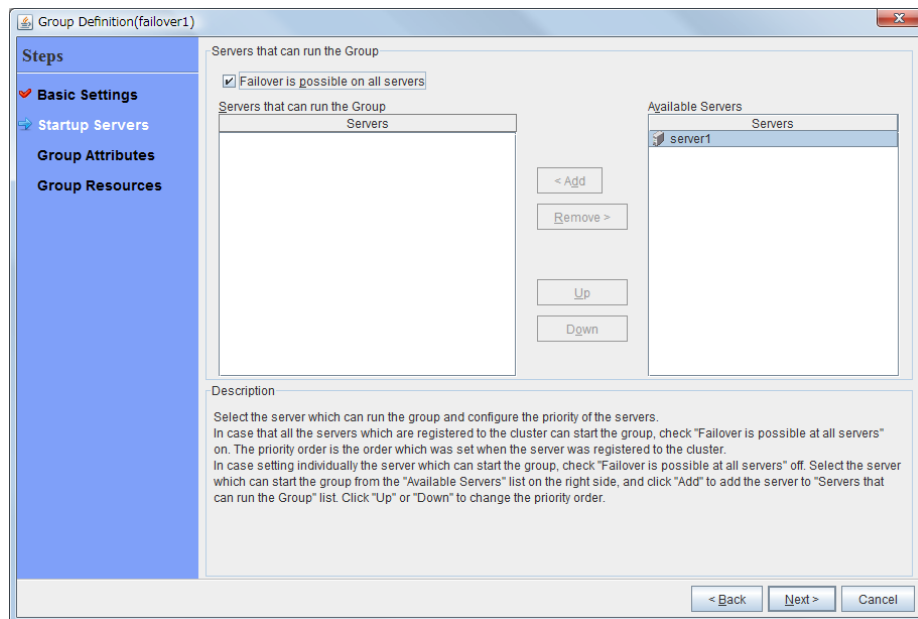 Group Definition(failover1)
Steps
Basic Settings
Startup Servers
Group Attributes
Group Resources
Servers that can run the Group
Failover is possible on all servers
Servers that can run the Group
Servers
< Add
Remove >
Up
Down
Available Servers
Servers
server1
Description
Select the server which can run the group and configure the priority of the servers.
In case that all the servers which are registered to the cluster can start the group, check "Failover is possible at all servers"
on. The priority order is the order which was set when the server was registered to the cluster.
In case setting individually the server which can start the group, check "Failover is possible at all servers" off. Select the server
which can start the group from the "Available Servers" list on the right side, and click "Add" to add the server to "Servers that
can run the Group" list. Click "Up" or "Down" to change the priority order.
< Back
Next >
Cancel